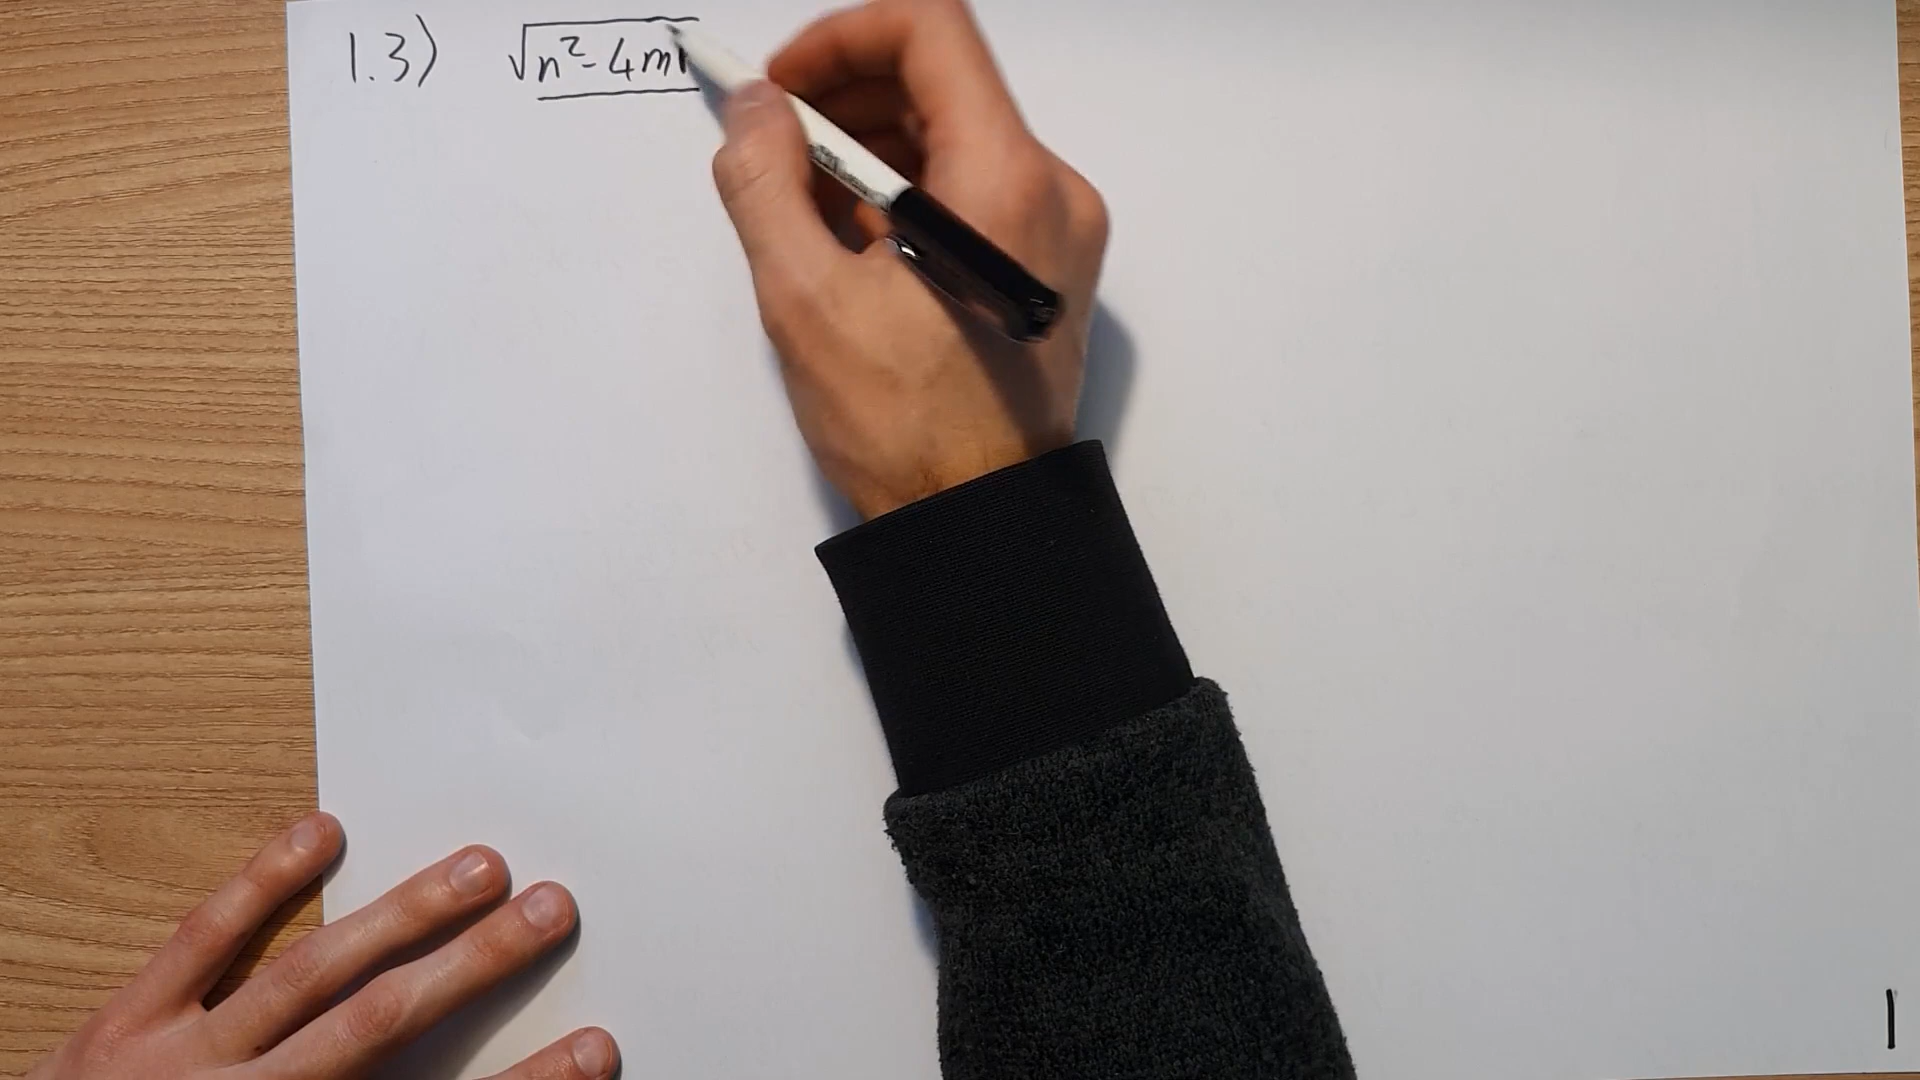 1.3) √n² - 4m
1